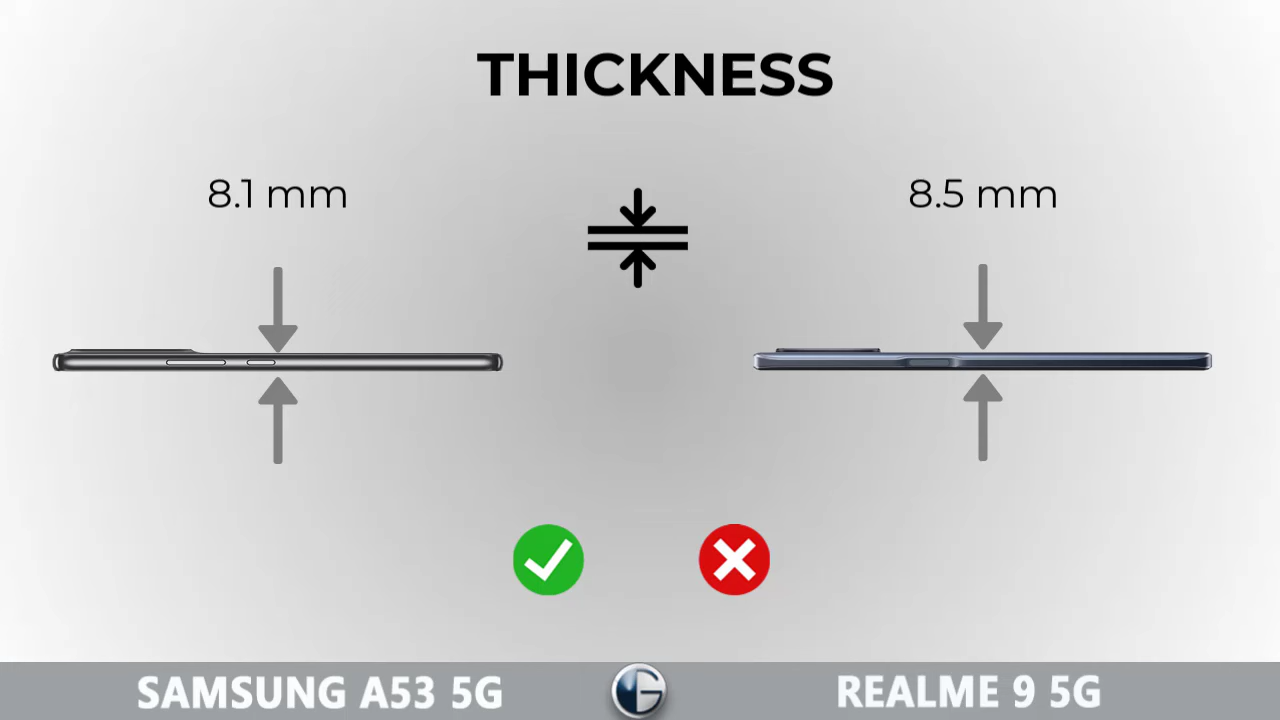 THICKNESS
8.1 mm
8.5 mm
SAMSUNG A53 5G
G
REALME 9 5G